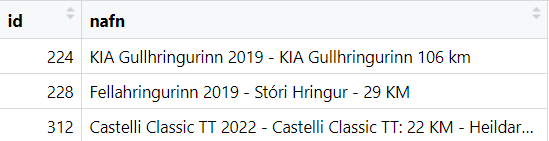 id nafn
224 KIA Gullhringurinn 2019 - KIA Gullhringurinn 106 km
228 Fellahringurinn 2019 - Stóri Hringur - 29 KM
312 Castelli Classic TT 2022 - Castelli Classic TT: 22 KM - Heildar...